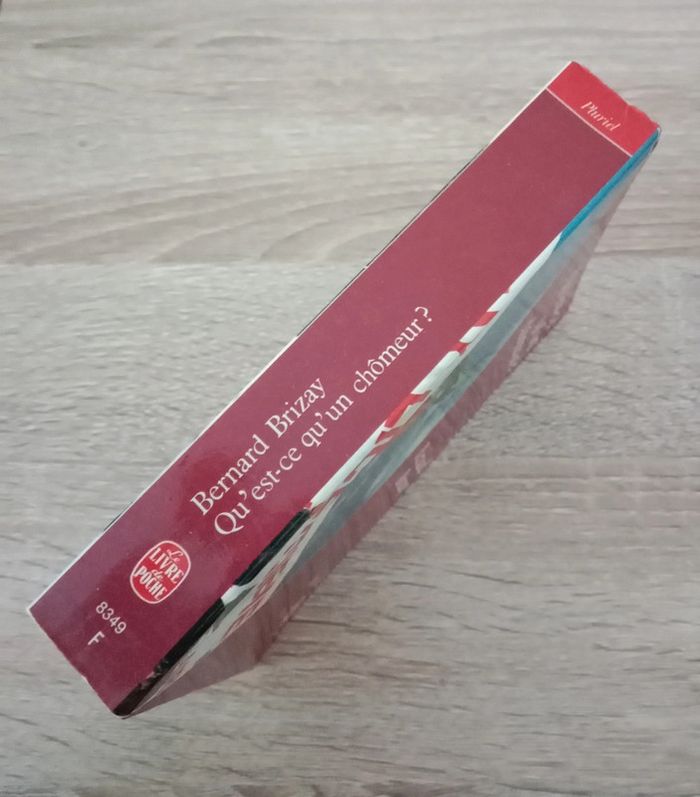 Pluriel
Bernard Brizay
Qu'est-ce qu'un chômeur ?
Le
LIVRE
de
POCHE
8349
F